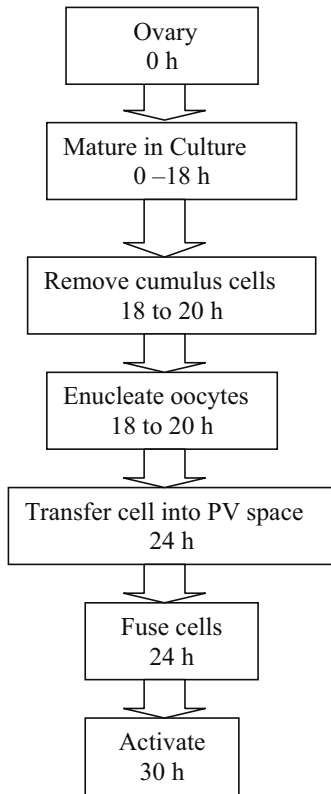 Ovary
0 h
Mature in Culture
0 –18 h
Remove cumulus cells
18 to 20 h
Enucleate oocytes
18 to 20 h
Transfer cell into PV space
24 h
Fuse cells
24 h
Activate
30 h